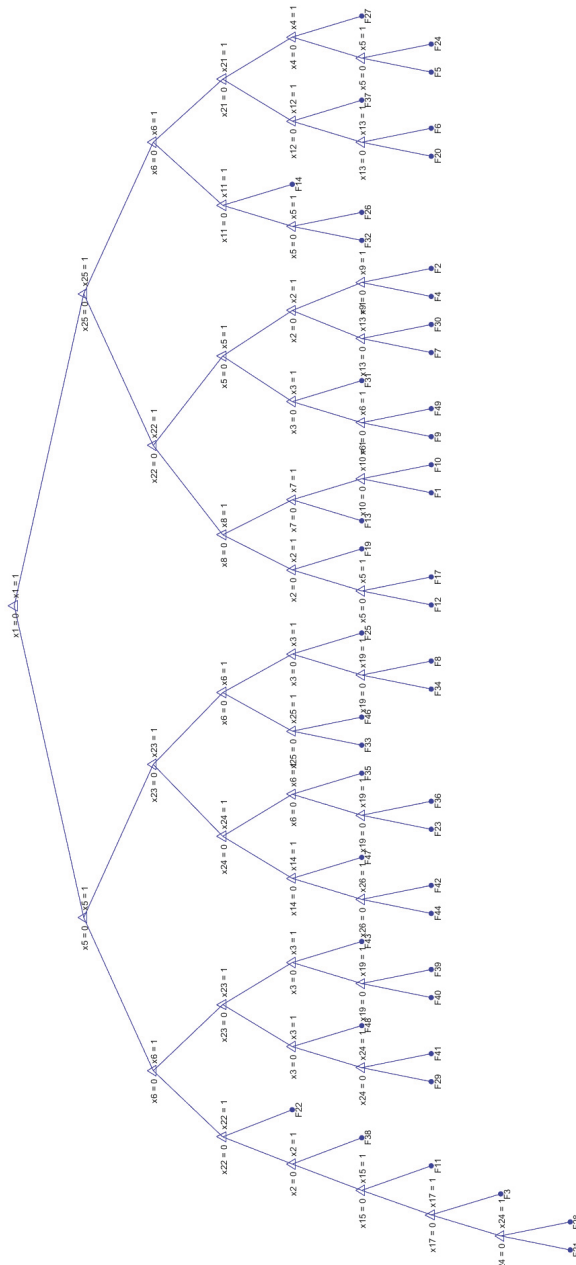 x1 = 0 x1 = 1
x5 = 0 x5 = 1 x25 = 0 x25 = 1
x6 = 0 x6 = 1 x23 = 0 x23 = 1 x22 = 0 x22 = 1 x6 = 0 x6 = 1
x22 = 0 x22 = 1 x23 = 0 x23 = 1 x24 = 0 x24 = 1 x6 = 0 x6 = 1 x8 = 0 x8 = 1 x5 = 0 x5 = 1 x11 = 0 x11 = 1 x21 = 0 x21 = 1
x2 = 0 x2 = 1 F22 x3 = 0 x3 = 1 x3 = 0 x3 = 1 x14 = 0 x14 = 1 x6 = 0 x6 = 1 x25 = 0 x25 = 1 x3 = 0 x3 = 1 x2 = 0 x2 = 1 x7 = 0 x7 = 1 x3 = 0 x3 = 1 x2 = 0 x2 = 1 x5 = 0 x5 = 1 F14 x12 = 0 x12 = 1 x4 = 0 x4 = 1
x15 = 0 x15 = 1 F38 x24 = 0 x24 = 1 F48 x19 = 0 x19 = 1 F43 x26 = 0 x26 = 1 F47 x19 = 0 x19 = 1 F35 F33 F46 x19 = 0 x19 = 1 F25 x5 = 0 x5 = 1 F19 F13 x10 = 0 x10 = 1 x6 = 0 x6 = 1 F31 x13 = 0 x13 = 1 x9 = 0 x9 = 1 F32 F26 x13 = 0 x13 = 1 F37 x5 = 0 x5 = 1 F27
x17 = 0 x17 = 1 F11 F29 F41 F40 F39 F44 F42 F23 F36 F34 F8 F12 F17 F1 F10 F9 F49 F7 F30 F4 F2 F20 F6 F5 F24
4 = 0 x24 = 1 F3